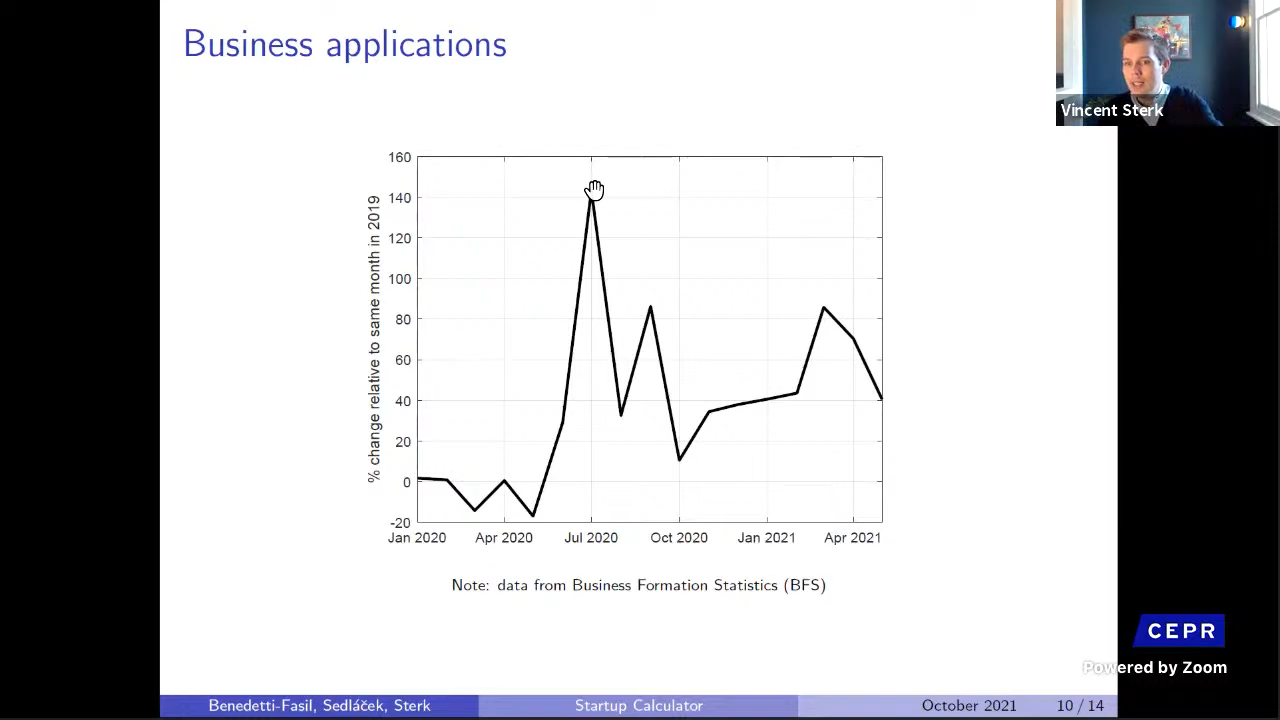 Business applications
Vincent Sterk
% change relative to same month in 2019
160
140
120
100
80
60
40
20
0
-20
Jan 2020 Apr 2020 Jul 2020 Oct 2020 Jan 2021 Apr 2021
Note: data from Business Formation Statistics (BFS)
CEPR
Powered by Zoom
Benedetti-Fasil, Sedláček, Sterk Startup Calculator October 2021 10 / 14